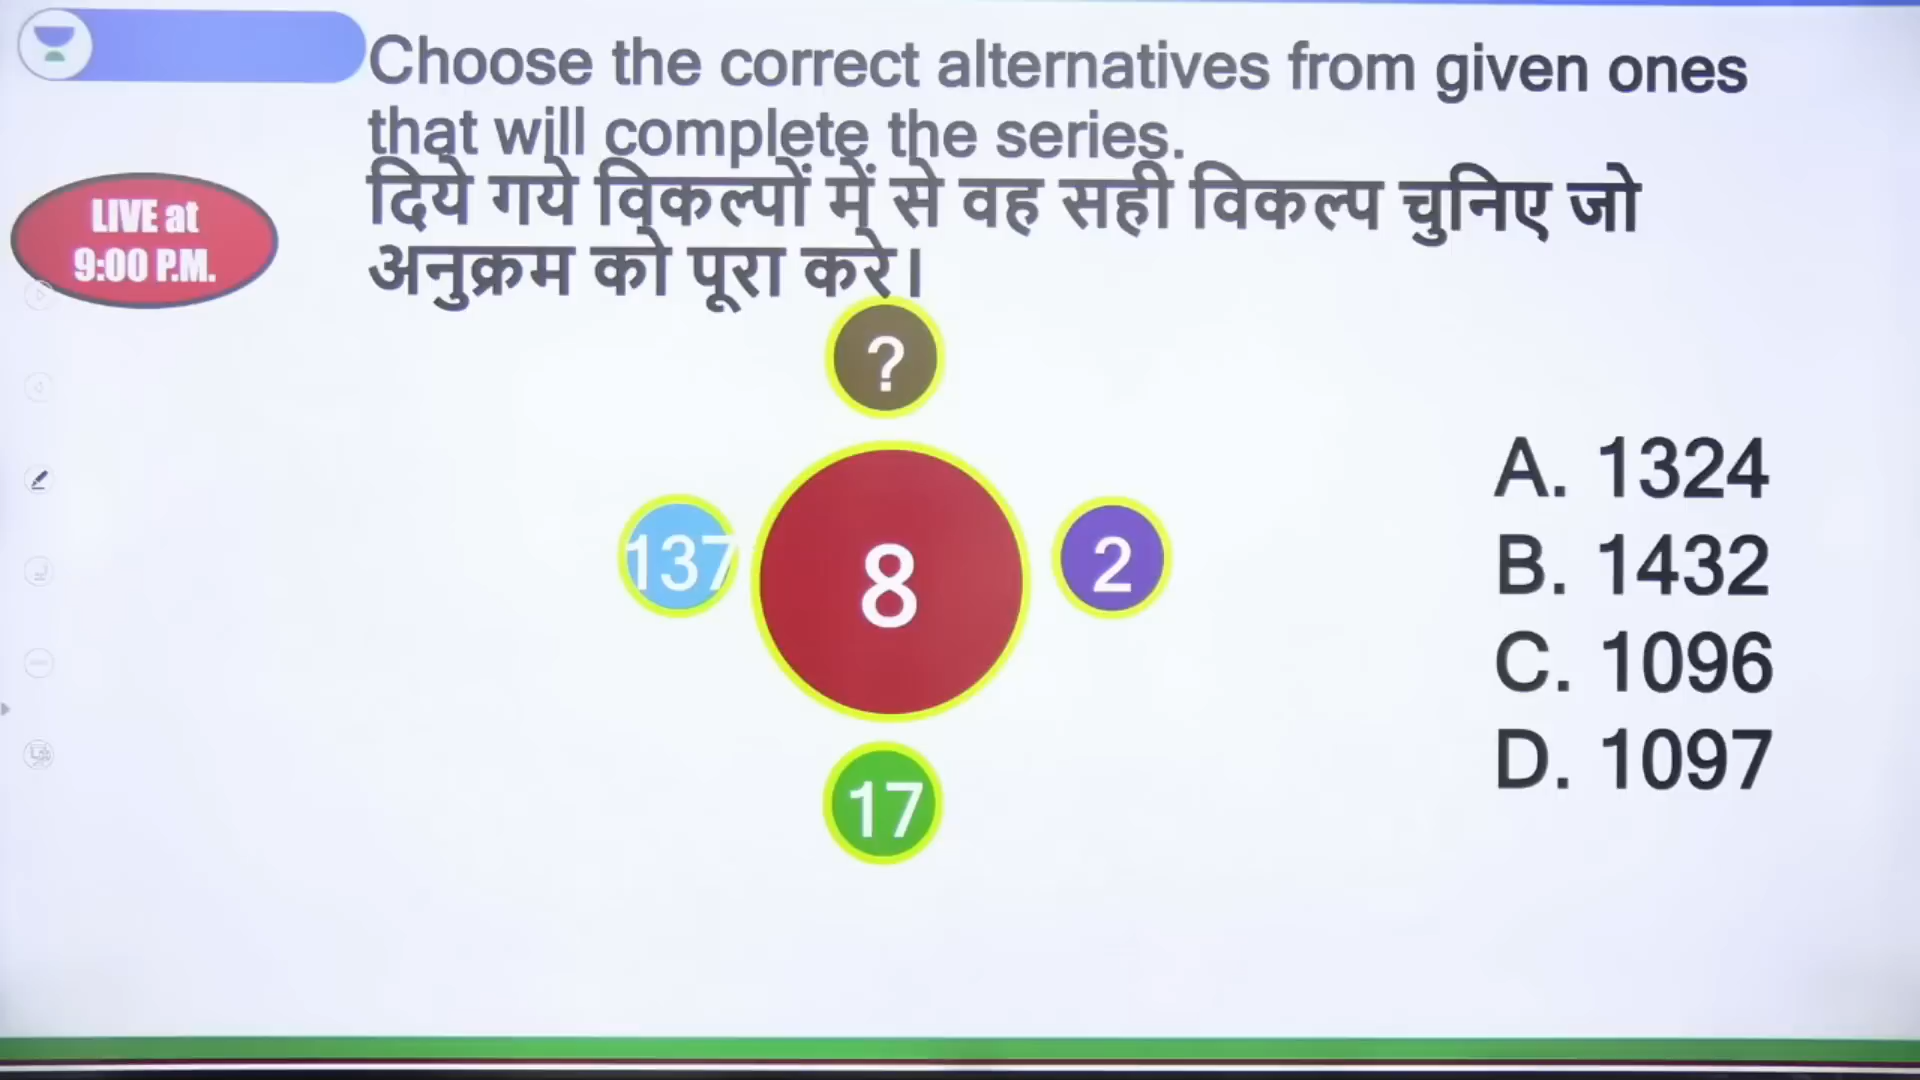 Choose the correct alternatives from given ones
that will complete the series.
दिये गये विकल्पों में से वह सही विकल्प चुनिए जो
अनुक्रम को पूरा करे।
LIVE at
9:00 P.M.
?
137
8
2
17
A. 1324
B. 1432
C. 1096
D. 1097